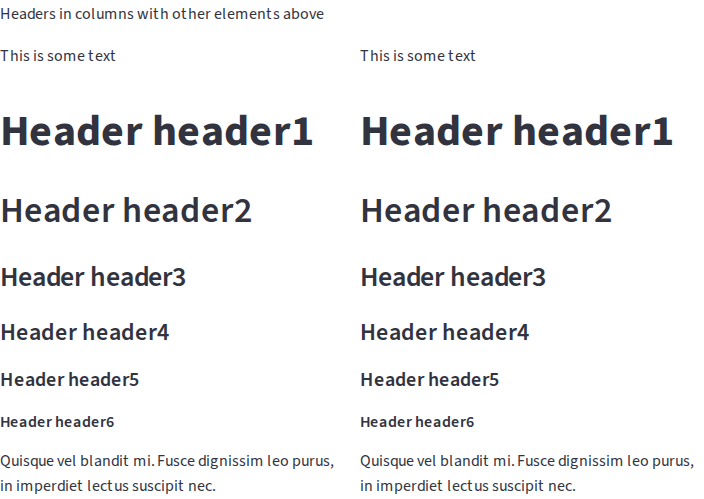 Headers in columns with other elements above
This is some text
Header header1
Header header2
Header header3
Header header4
Header header5
Header header6
Quisque vel blandit mi. Fusce dignissim leo purus,
in imperdiet lectus suscipit nec.
This is some text
Header header1
Header header2
Header header3
Header header4
Header header5
Header header6
Quisque vel blandit mi. Fusce dignissim leo purus,
in imperdiet lectus suscipit nec.